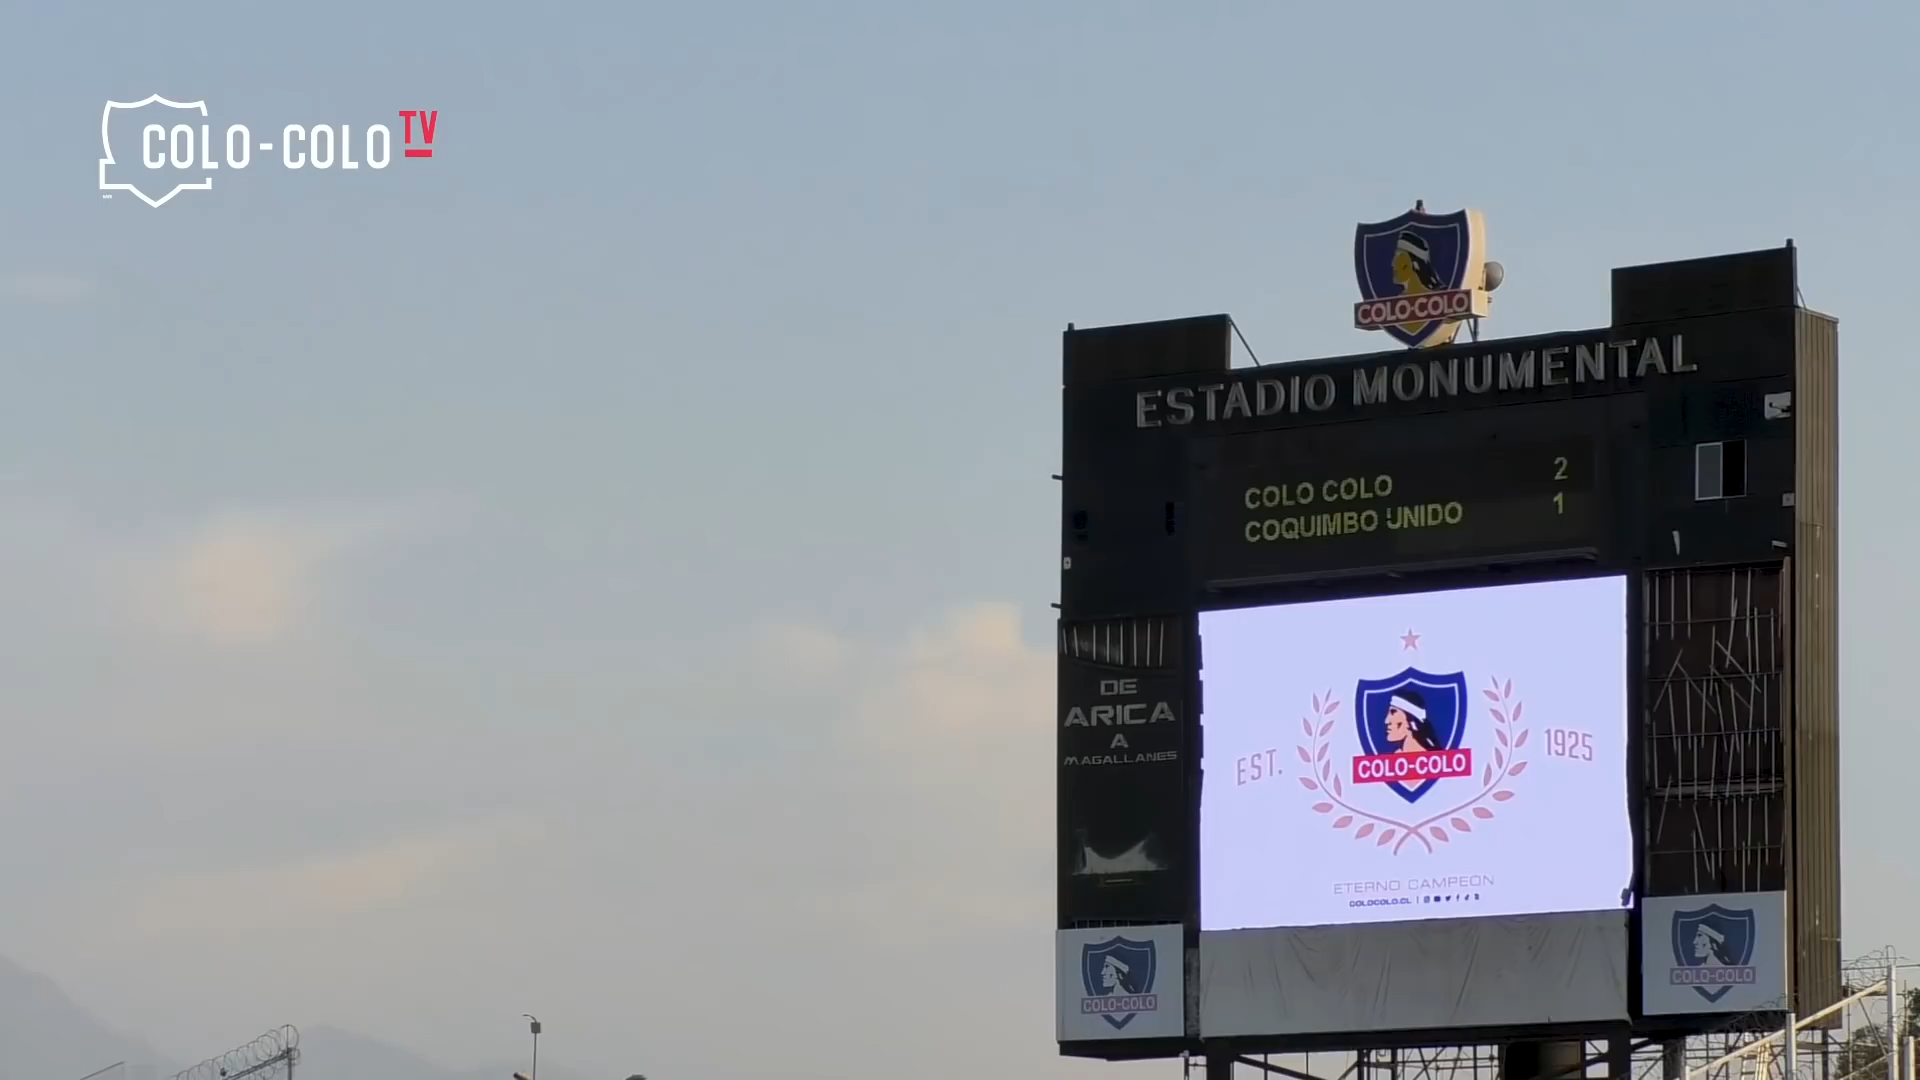 COLO-COLO TV
COLO-COLO
ESTADIO MONUMENTAL
COLO COLO 2
COQUIMBO UNIDO 1
DE
ARICA
A
MAGALLANES
EST. 1925
COLO-COLO
ETERNO CAMPEÓN
COLOCOLO.CL
COLO-COLO
COLO-COLO